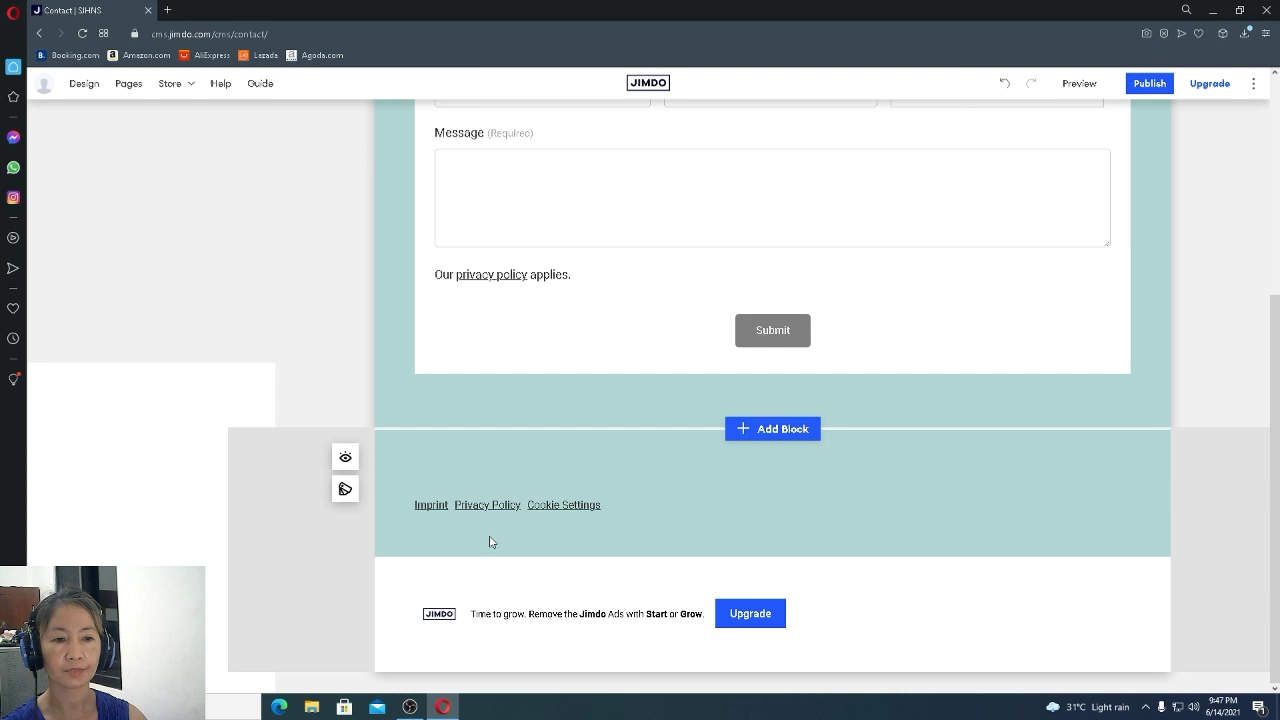 Contact | SIHNS
cms.jimdo.com/cms/contact/
Booking.com Amazon.com AliExpress Lazada Agoda.com
Design Pages Store Help Guide JIMDO Preview Publish Upgrade
Message (Required)
Our privacy policy applies.
Submit
+ Add Block
Imprint Privacy Policy Cookie Settings
JIMDO Time to grow. Remove the Jimdo Ads with Start or Grow. Upgrade
31°C Light rain 9:47 PM
6/14/2021